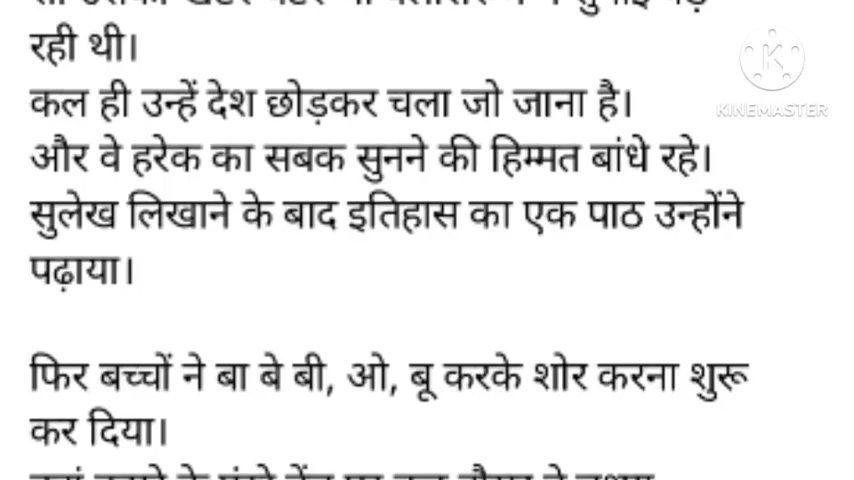 रही थी।
कल ही उन्हें देश छोड़कर चला जो जाना है।
और वे हरेक का सबक सुनने की हिम्मत बांधे रहे।
सुलेख लिखाने के बाद इतिहास का एक पाठ उन्होंने
पढ़ाया।
फिर बच्चों ने बा बे बी, ओ, बू करके शोर करना शुरू
कर दिया।
K
KINEMASTER